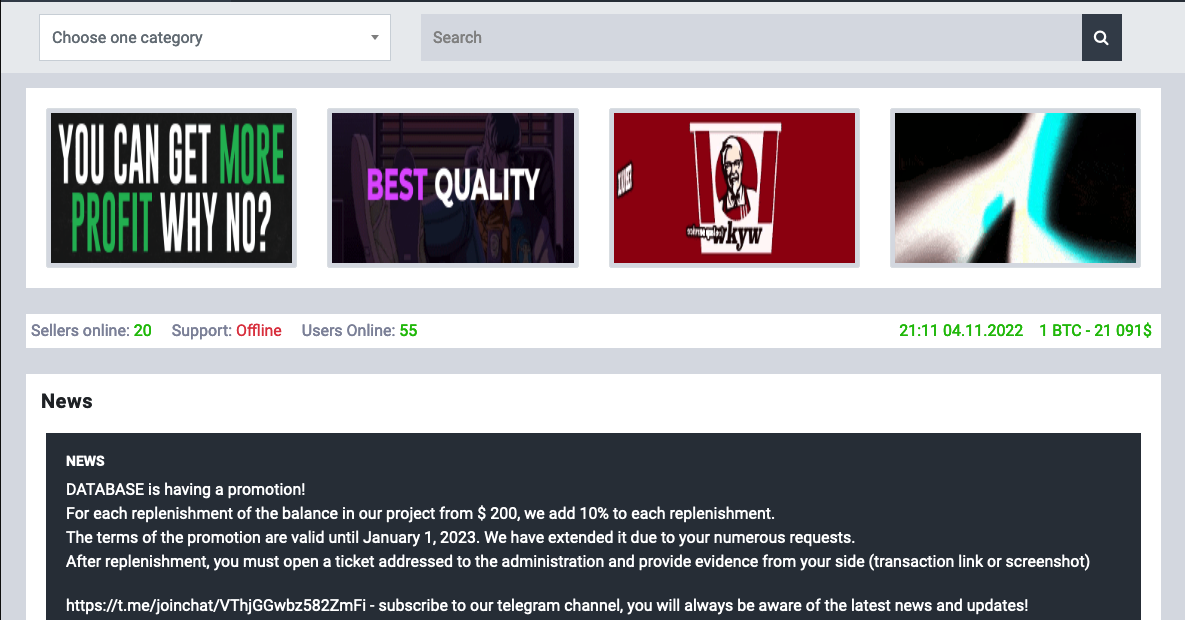 Choose one category
Search
YOU CAN GET MORE
PROFIT WHY NO?
BEST QUALITY
wkyw
Sellers online: 20 Support: Offline Users Online: 55 21:11 04.11.2022 1 BTC - 21 091$
News
NEWS
DATABASE is having a promotion!
For each replenishment of the balance in our project from $ 200, we add 10% to each replenishment.
The terms of the promotion are valid until January 1, 2023. We have extended it due to your numerous requests.
After replenishment, you must open a ticket addressed to the administration and provide evidence from your side (transaction link or screenshot)
https://t.me/joinchat/VThjGGwbz582ZmFi - subscribe to our telegram channel, you will always be aware of the latest news and updates!